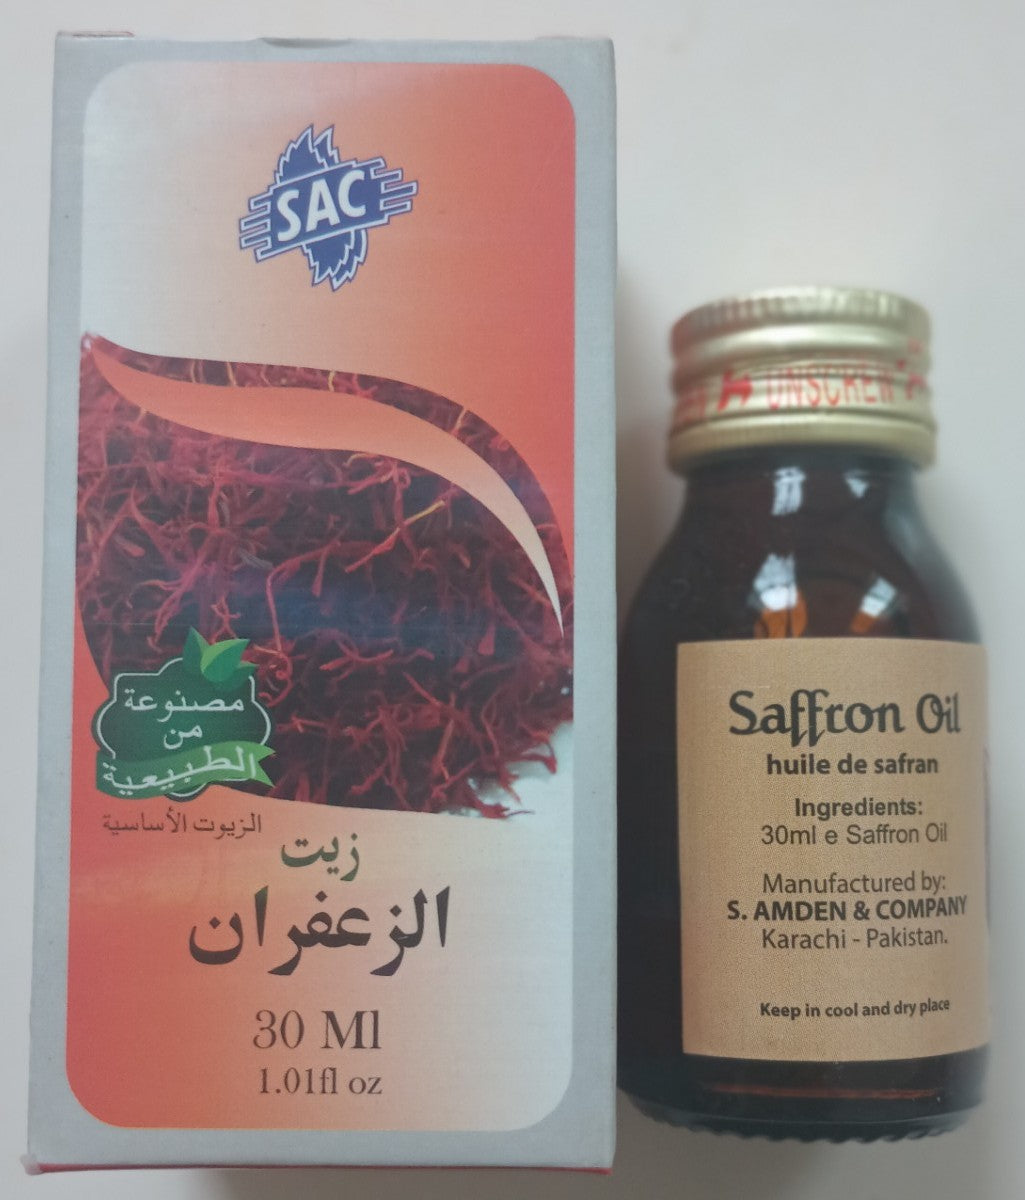 SAC
مصنوعة
من
الطبيعية
الزيوت الأساسية
زيت
الزعفران
30 Ml
1.01fl oz
UNSCREW
Saffron Oil
huile de safran
Ingredients:
30ml e Saffron Oil
Manufactured by:
S. AMDEN & COMPANY
Karachi - Pakistan.
Keep in cool and dry place